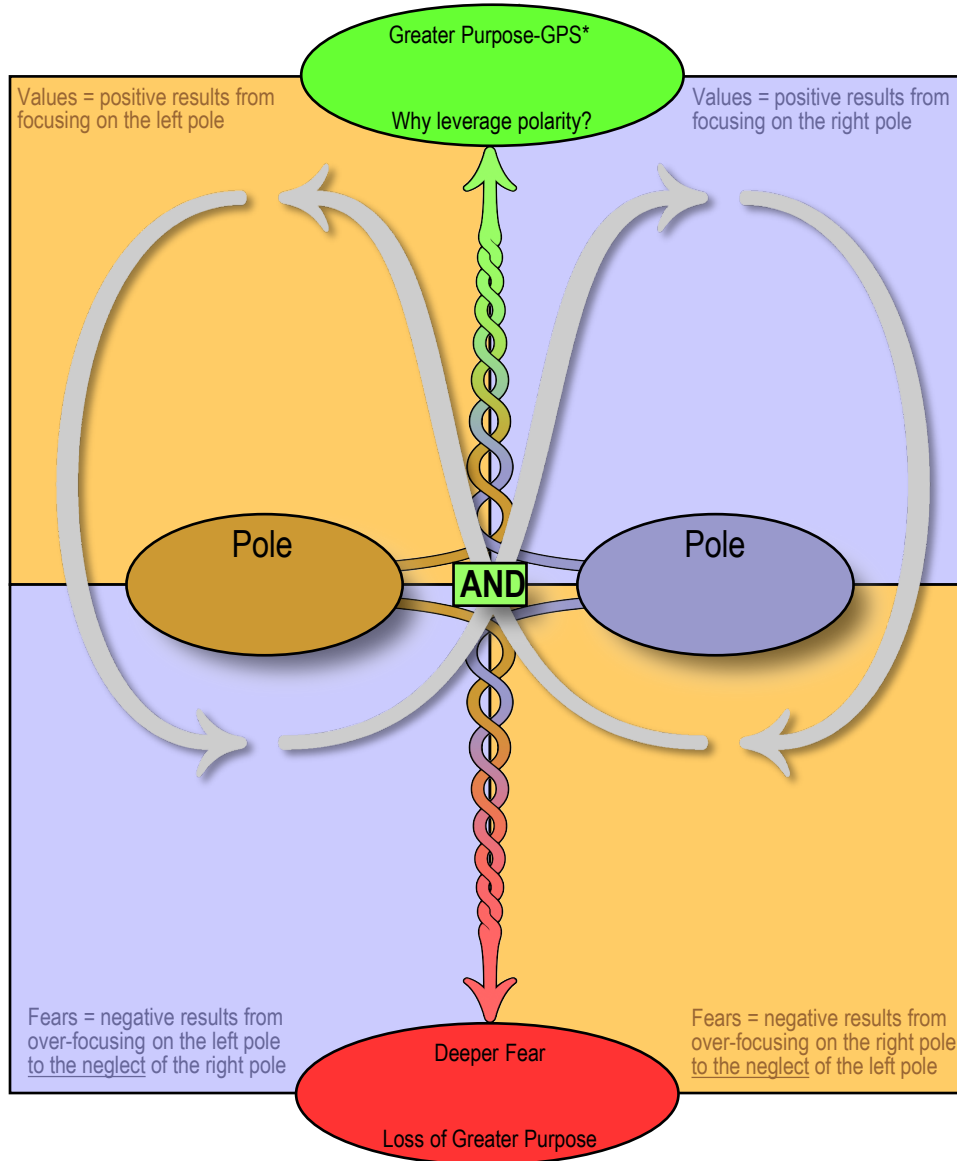 Greater Purpose-GPS*
Why leverage polarity?
Values = positive results from
focusing on the left pole
Values = positive results from
focusing on the right pole
Pole
AND
Pole
Fears = negative results from
over-focusing on the left pole
to the neglect of the right pole
Fears = negative results from
over-focusing on the right pole
to the neglect of the left pole
Deeper Fear
Loss of Greater Purpose